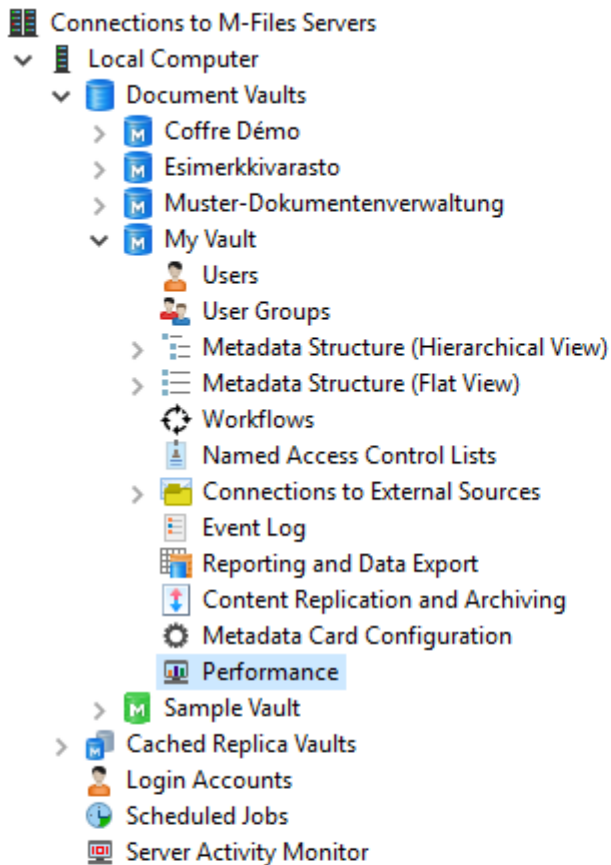 Connections to M-Files Servers
Local Computer
Document Vaults
Coffre Démo
Esimerkkivarasto
Muster-Dokumentenverwaltung
My Vault
Users
User Groups
Metadata Structure (Hierarchical View)
Metadata Structure (Flat View)
Workflows
Named Access Control Lists
Connections to External Sources
Event Log
Reporting and Data Export
Content Replication and Archiving
Metadata Card Configuration
Performance
Sample Vault
Cached Replica Vaults
Login Accounts
Scheduled Jobs
Server Activity Monitor